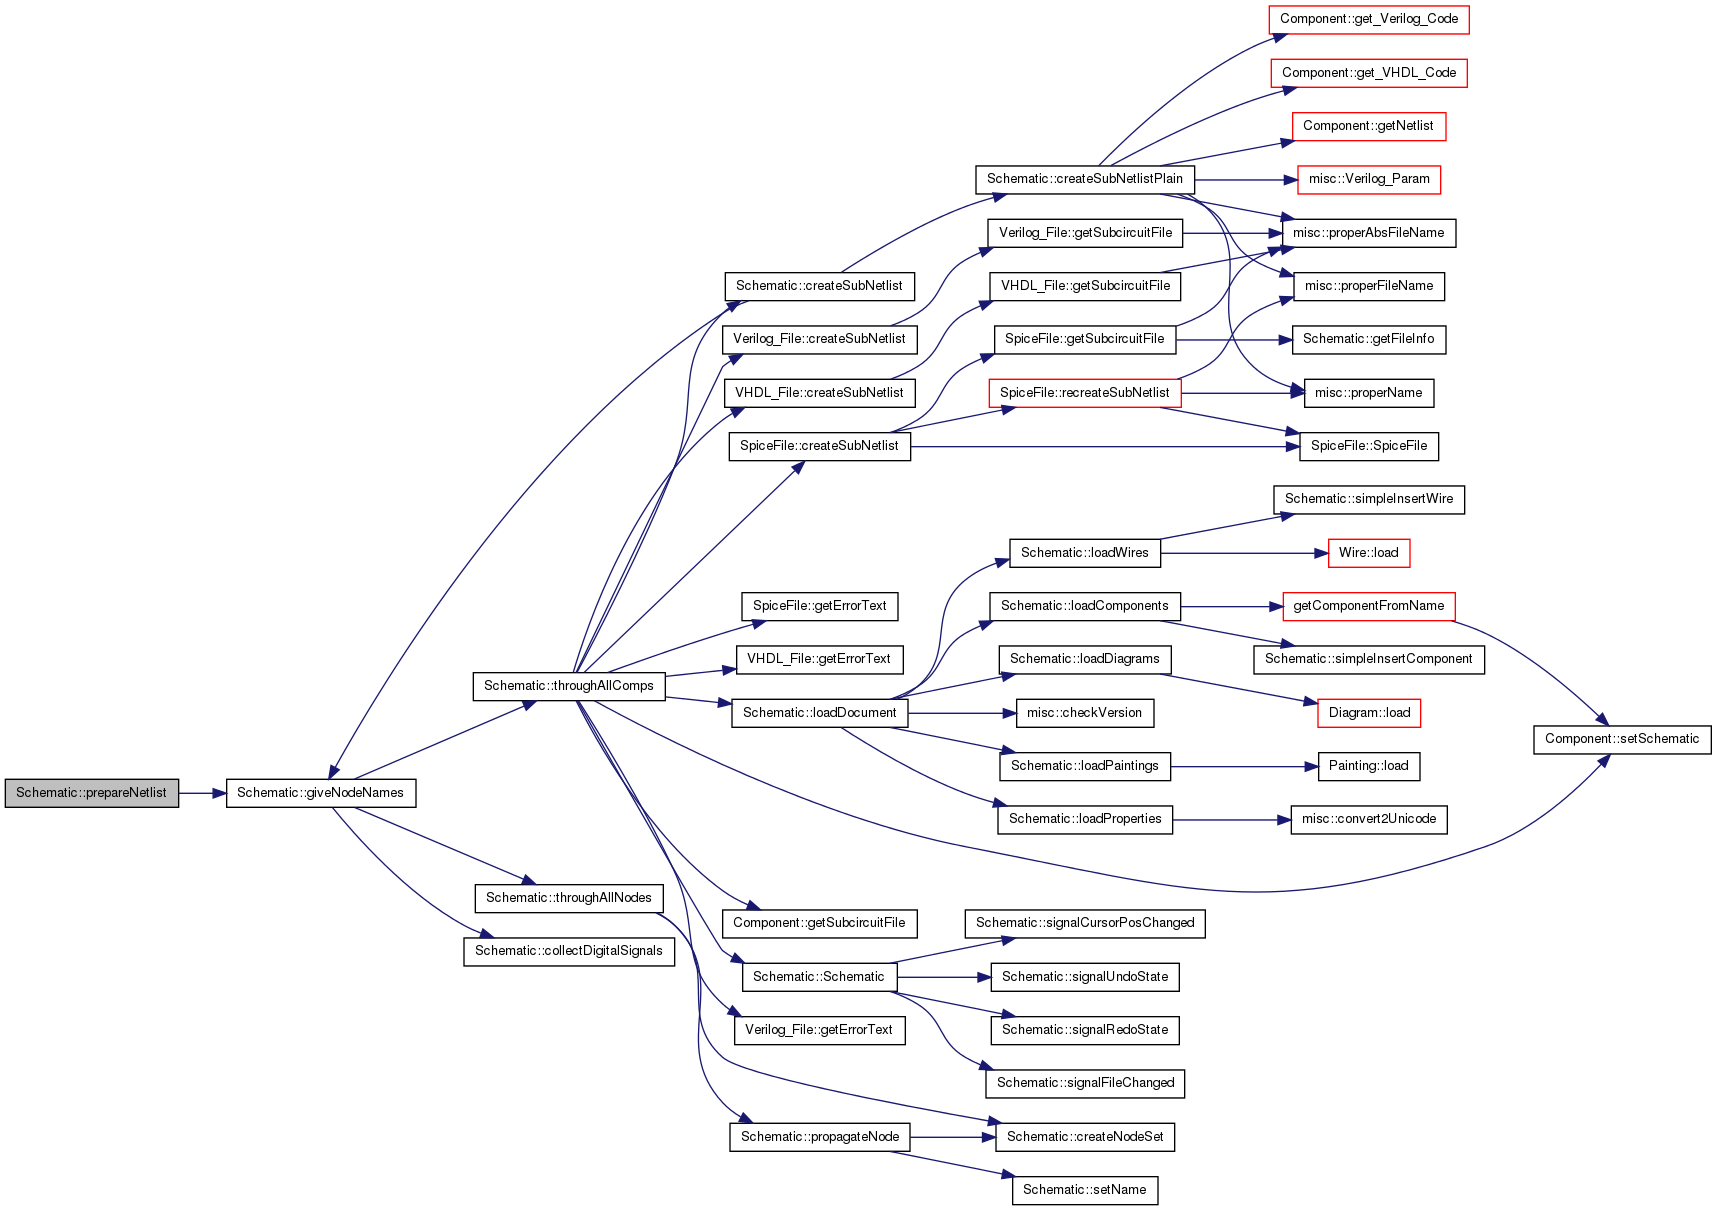 Component::get_Verilog_Code
Component::get_VHDL_Code
Component::getNetlist
Schematic::createSubNetlistPlain
misc::Verilog_Param
Verilog_File::getSubcircuitFile
misc::properAbsFileName
Schematic::createSubNetlist
VHDL_File::getSubcircuitFile
misc::properFileName
Verilog_File::createSubNetlist
SpiceFile::getSubcircuitFile
Schematic::getFileInfo
VHDL_File::createSubNetlist
SpiceFile::recreateSubNetlist
misc::properName
SpiceFile::createSubNetlist
SpiceFile::SpiceFile
Schematic::simpleInsertWire
Schematic::loadWires
Wire::load
SpiceFile::getErrorText
Schematic::loadComponents
getComponentFromName
VHDL_File::getErrorText
Schematic::loadDiagrams
Schematic::simpleInsertComponent
Schematic::throughAllComps
Schematic::loadDocument
misc::checkVersion
Diagram::load
Component::setSchematic
Schematic::loadPaintings
Painting::load
Schematic::prepareNetlist
Schematic::giveNodeNames
Schematic::loadProperties
misc::convert2Unicode
Schematic::throughAllNodes
Component::getSubcircuitFile
Schematic::signalCursorPosChanged
Schematic::collectDigitalSignals
Schematic::Schematic
Schematic::signalUndoState
Verilog_File::getErrorText
Schematic::signalRedoState
Schematic::signalFileChanged
Schematic::propagateNode
Schematic::createNodeSet
Schematic::setName